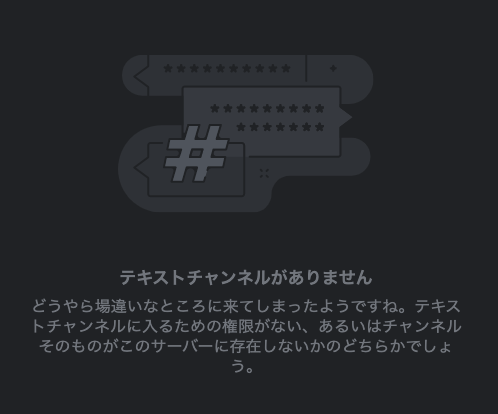 テキストチャンネルがありません
どうやら場違いなところに来てしまったようですね。テキス
トチャンネルに入るための権限がない、あるいはチャンネル
そのものがこのサーバーに存在しないかのどちらかでしょ
う。